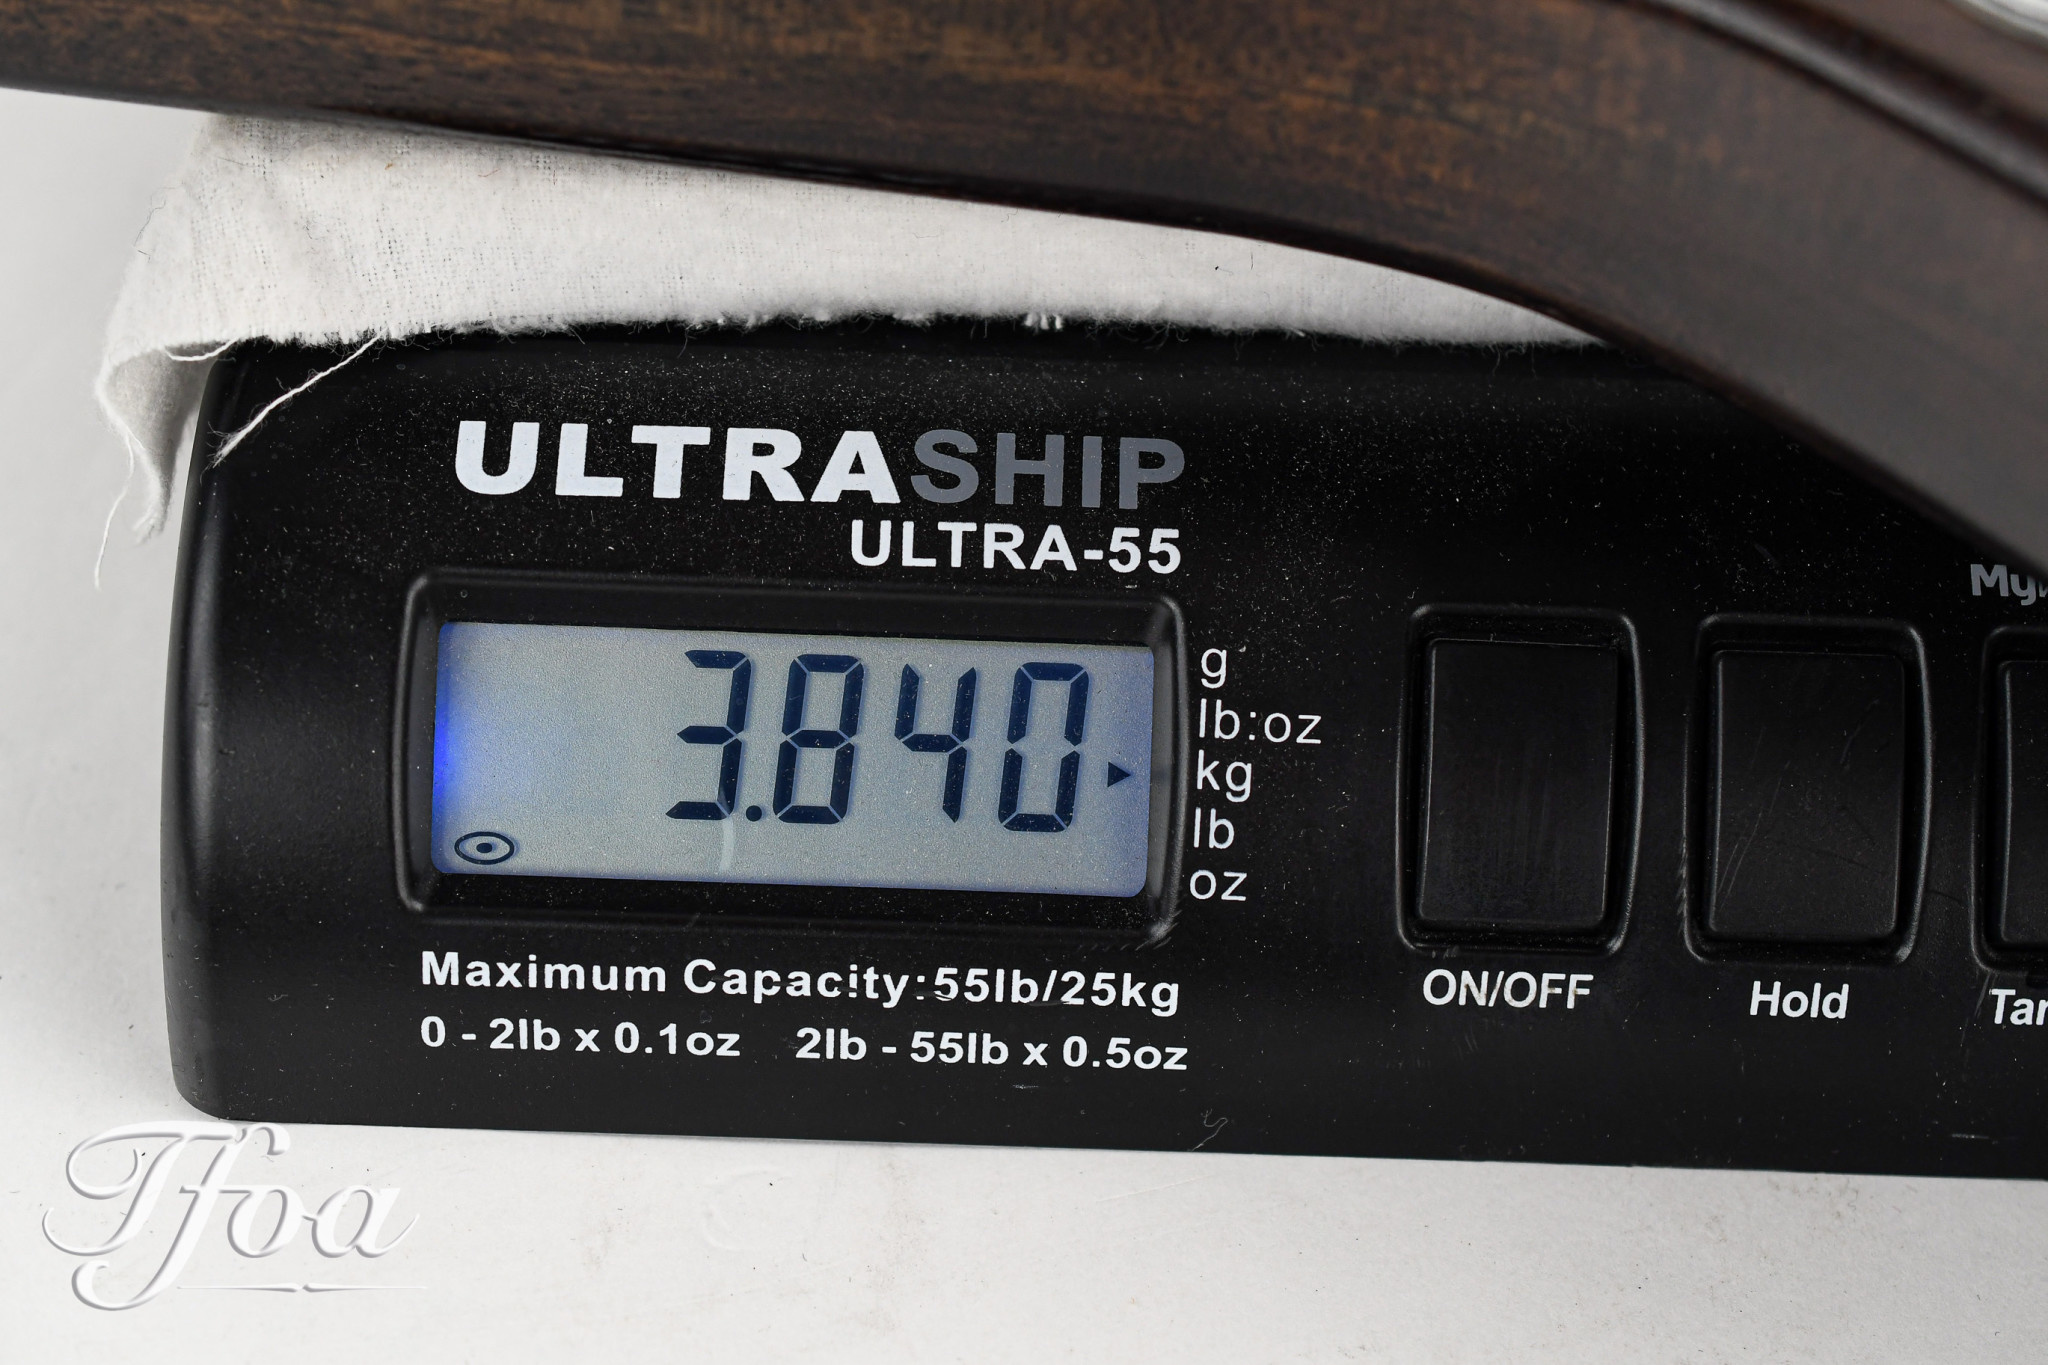 ULTRASHIP
ULTRA-55
3.840
g
lb:oz
kg
lb
oz
Maximum Capacity:55lb/25kg
0 - 2lb x 0.1oz 2lb - 55lb x 0.5oz
ON/OFF
Hold
Tfoa